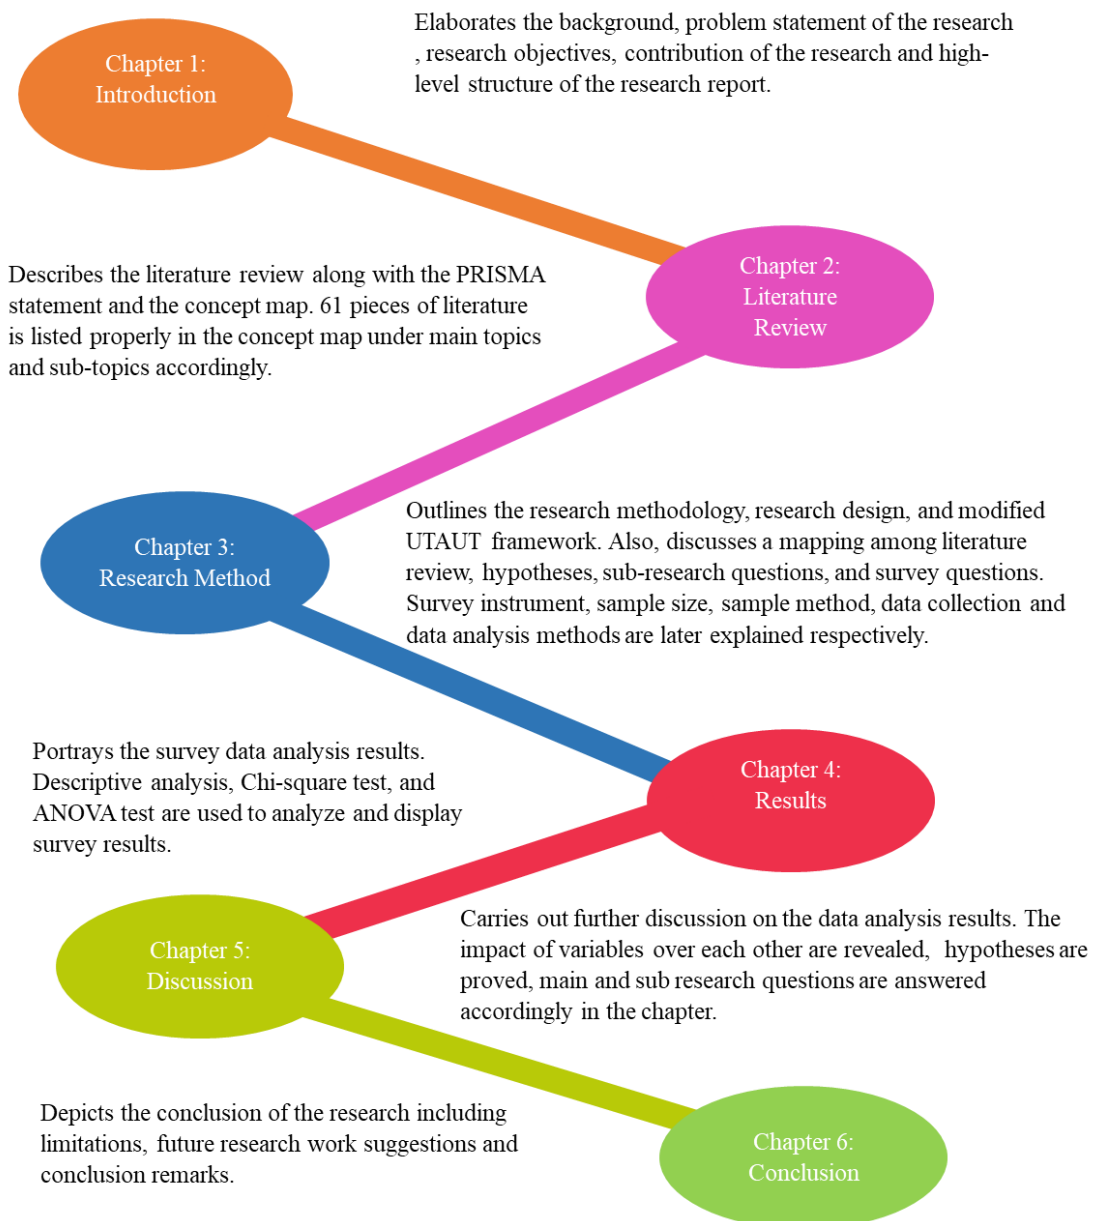 Chapter 1:
Introduction
Elaborates the background, problem statement of the research
, research objectives, contribution of the research and high-
level structure of the research report.
Chapter 2:
Literature
Review
Describes the literature review along with the PRISMA
statement and the concept map. 61 pieces of literature
is listed properly in the concept map under main topics
and sub-topics accordingly.
Chapter 3:
Research Method
Outlines the research methodology, research design, and modified
UTAUT framework. Also, discusses a mapping among literature
review, hypotheses, sub-research questions, and survey questions.
Survey instrument, sample size, sample method, data collection and
data analysis methods are later explained respectively.
Chapter 4:
Results
Portrays the survey data analysis results.
Descriptive analysis, Chi-square test, and
ANOVA test are used to analyze and display
survey results.
Chapter 5:
Discussion
Carries out further discussion on the data analysis results. The
impact of variables over each other are revealed, hypotheses are
proved, main and sub research questions are answered
accordingly in the chapter.
Chapter 6:
Conclusion
Depicts the conclusion of the research including
limitations, future research work suggestions and
conclusion remarks.